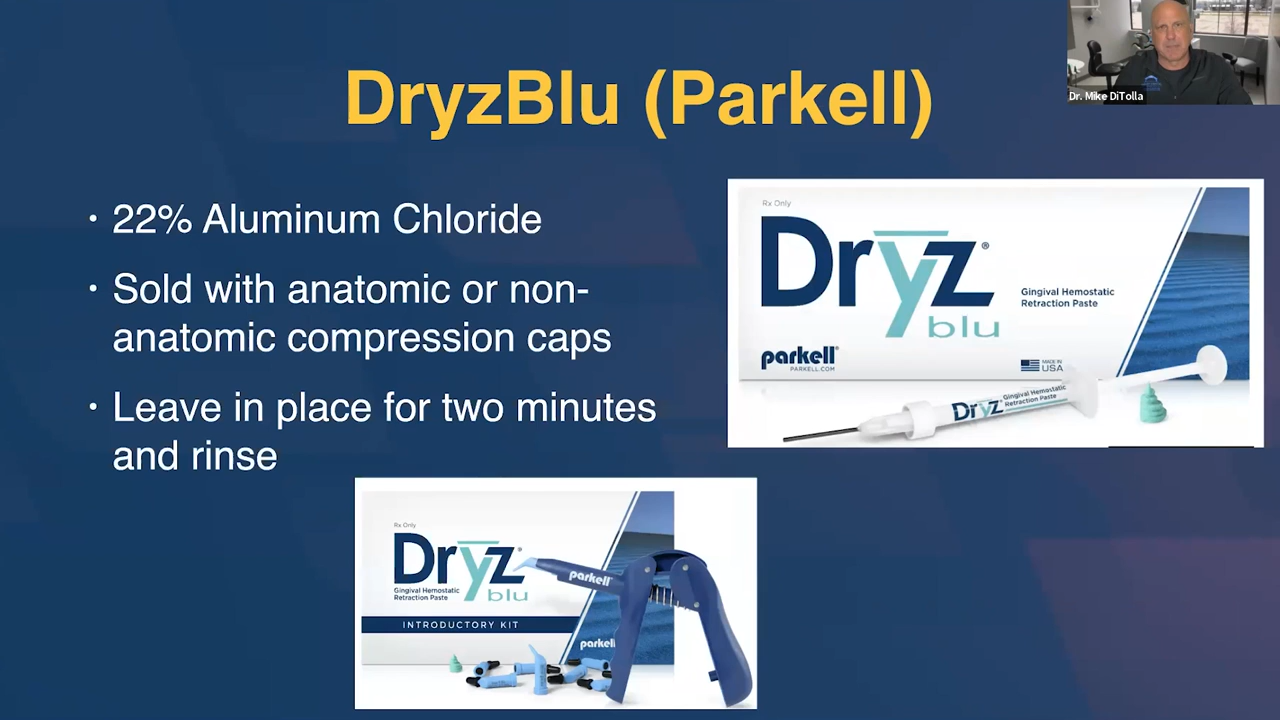 DryzBlu (Parkell)
Dr. Mike DiTolla
• 22% Aluminum Chloride
• Sold with anatomic or non-
anatomic compression caps
• Leave in place for two minutes
and rinse
Rx Only
Dryz®
blu
Gingival Hemostatic
Retraction Paste
parkell®
PARKELL.COM
MADE IN
USA
Dryz Gingival Hemostatic
Retraction Paste
Rx Only
Dryz®
blu
Gingival Hemostatic
Retraction Paste
INTRODUCTORY KIT
parkell
parkell